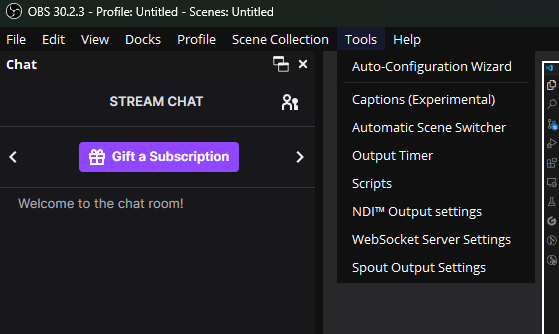 OBS 30.2.3 - Profile: Untitled - Scenes: Untitled
File Edit View Docks Profile Scene Collection Tools Help
Chat
STREAM CHAT
Gift a Subscription
Welcome to the chat room!
Auto-Configuration Wizard
Captions (Experimental)
Automatic Scene Switcher
Output Timer
Scripts
NDI™ Output settings
WebSocket Server Settings
Spout Output Settings